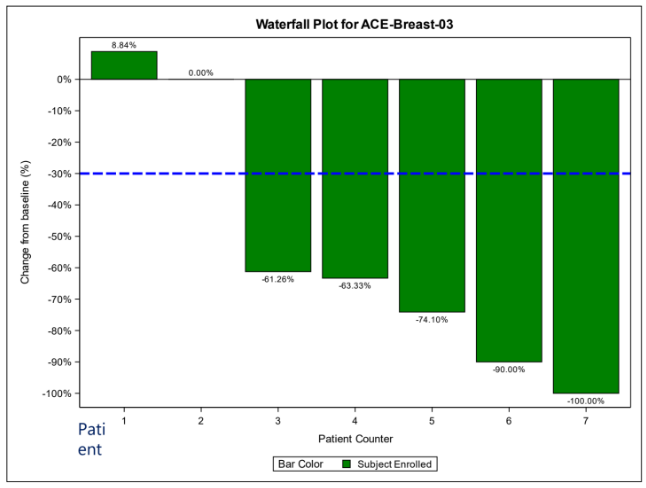 Waterfall Plot for ACE-Breast-03
8.84%
0.00%
-61.26%
-63.33%
-74.10%
-90.00%
-100.00%
Change from baseline (%)
0%
-10%
-20%
-30%
-40%
-50%
-60%
-70%
-80%
-90%
-100%
1 2 3 4 5 6 7
Pati
ent
Patient Counter
Bar Color Subject Enrolled